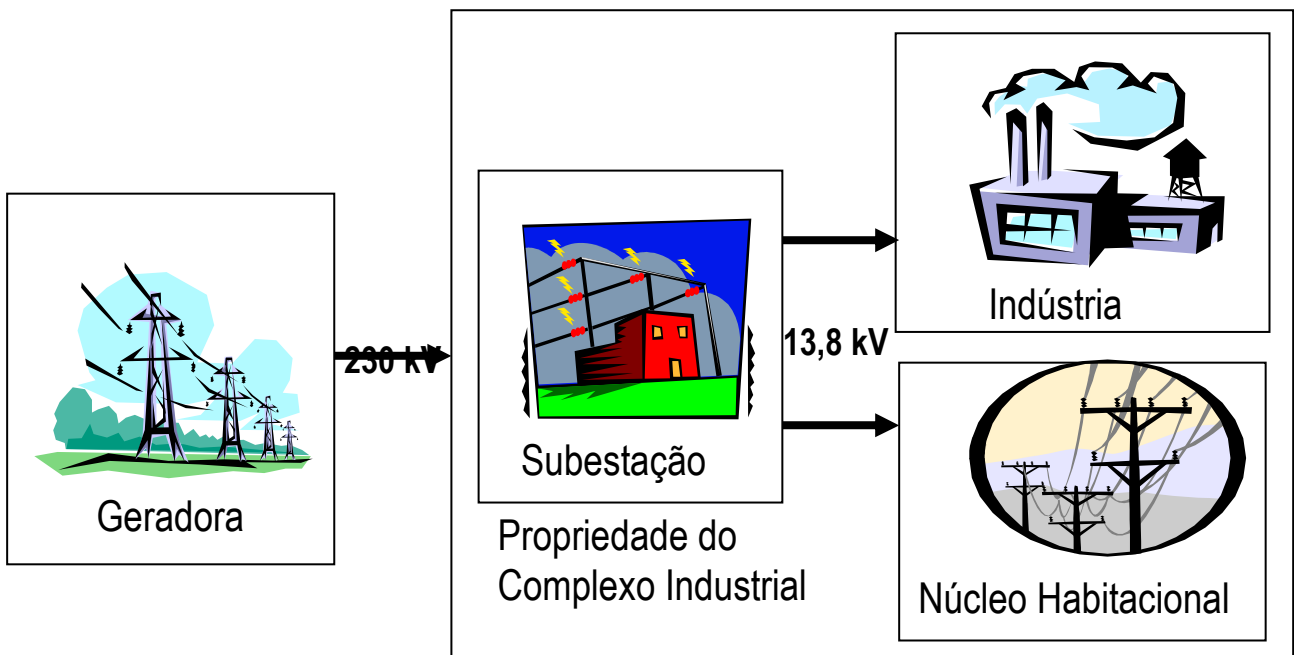 Geradora
230 kV
Subestação
Propriedade do
Complexo Industrial
13,8 kV
Indústria
Núcleo Habitacional